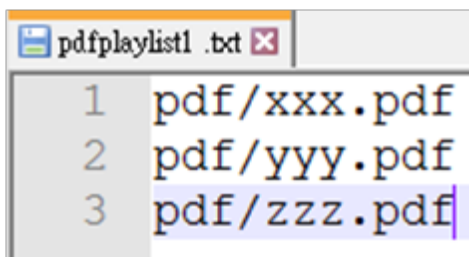 pdfplaylist1 .txt
1 pdf/xxx.pdf
2 pdf/yyy.pdf
3 pdf/zzz.pdf